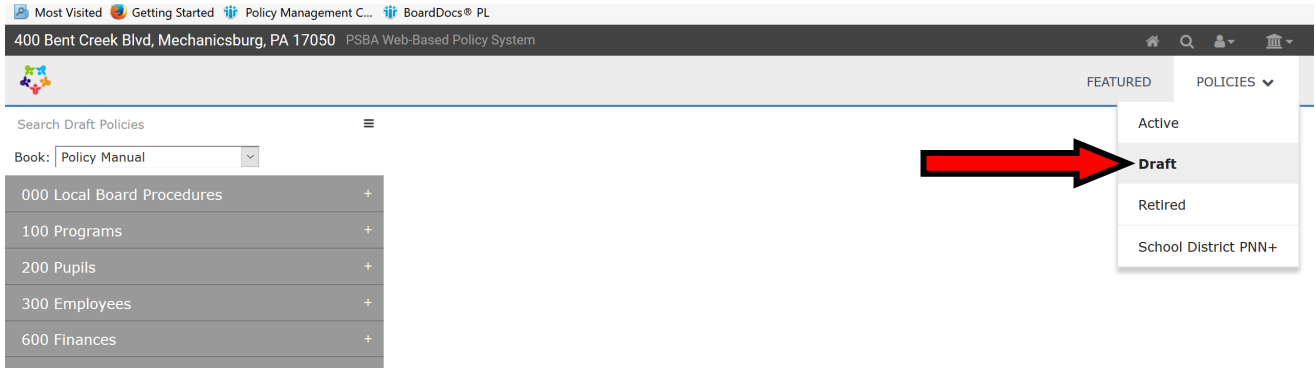 Most Visited Getting Started Policy Management C... BoardDocs® PL
400 Bent Creek Blvd, Mechanicsburg, PA 17050 PSBA Web-Based Policy System
FEATURED POLICIES
Search Draft Policies
Active
Book: Policy Manual
Draft
000 Local Board Procedures +
Retired
100 Programs +
School District PNN+
200 Pupils +
300 Employees +
600 Finances +